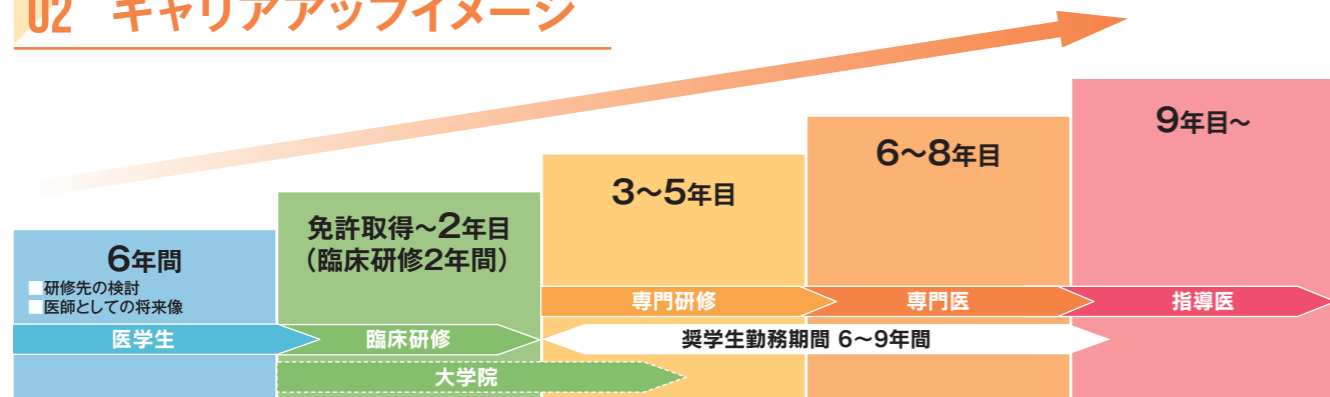 02 キャリアアップイメージ
6年間
■研修先の検討
■医師としての将来像
免許取得～2年目
（臨床研修2年間）
3～5年目
6～8年目
9年目～
専門研修
専門医
指導医
医学生
臨床研修
奨学生勤務期間 6～9年間
大学院